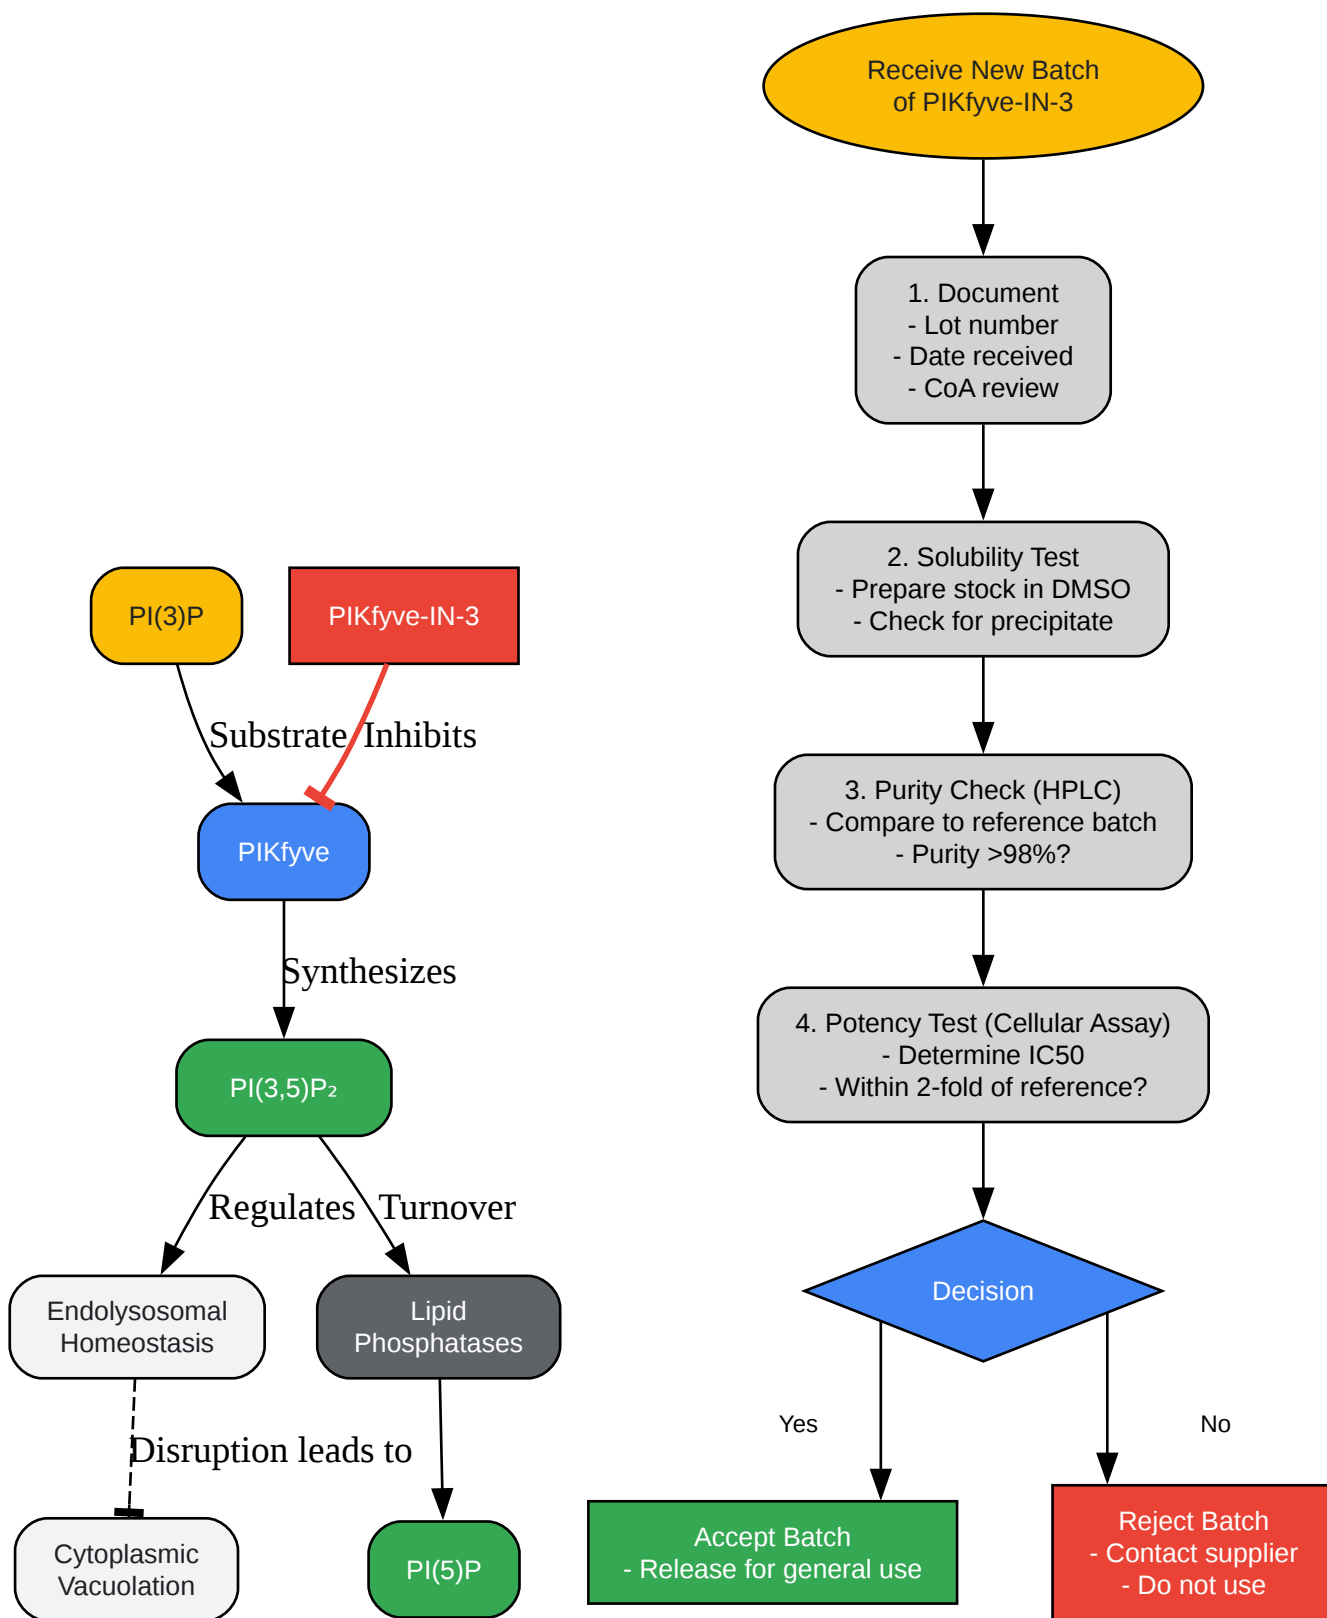 PI(3)P
PIKfyve-IN-3
Substrate
Inhibits
PIKfyve
Synthesizes
PI(3,5)P₂
Regulates
Turnover
Endolysosomal
Homeostasis
Lipid
Phosphatases
Disruption leads to
Cytoplasmic
Vacuolation
PI(5)P
Receive New Batch
of PIKfyve-IN-3
1. Document
- Lot number
- Date received
- CoA review
2. Solubility Test
- Prepare stock in DMSO
- Check for precipitate
3. Purity Check (HPLC)
- Compare to reference batch
- Purity >98%?
4. Potency Test (Cellular Assay)
- Determine IC50
- Within 2-fold of reference?
Decision
Yes
No
Accept Batch
- Release for general use
Reject Batch
- Contact supplier
- Do not use